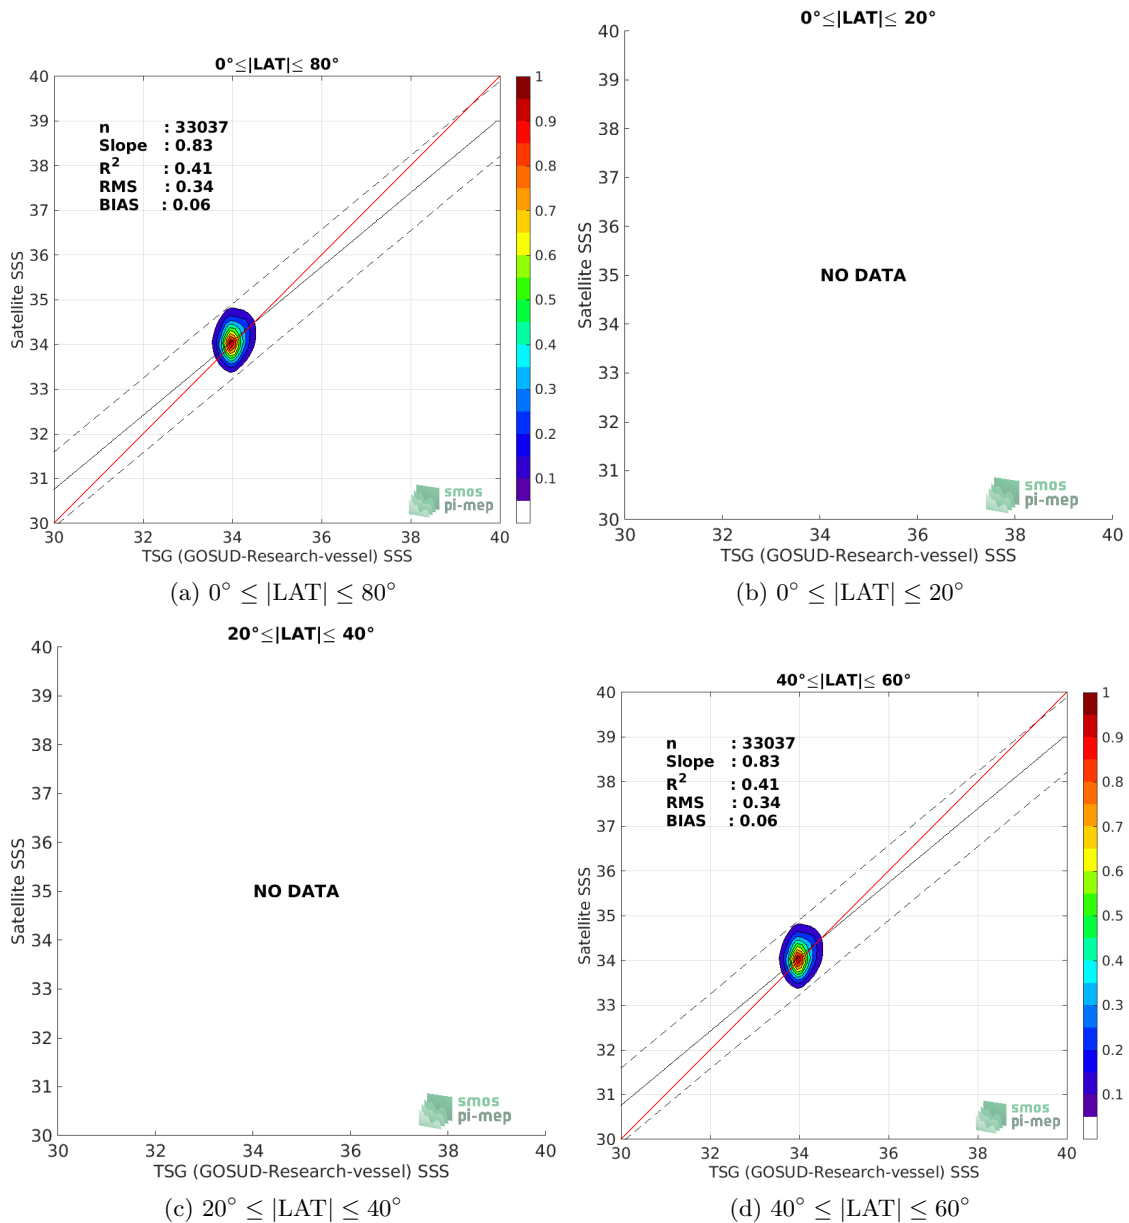 0°≤|LAT|≤ 80°
40
39
38
37
36
35
34
33
32
31
30
Satellite SSS
n : 33037
Slope : 0.83
R² : 0.41
RMS : 0.34
BIAS : 0.06
smos
pi-mep
1
0.9
0.8
0.7
0.6
0.5
0.4
0.3
0.2
0.1
30 32 34 36 38 40
TSG (GOSUD-Research-vessel) SSS
(a) 0° ≤ |LAT| ≤ 80°
0°≤|LAT|≤ 20°
40
39
38
37
36
35
34
33
32
31
30
Satellite SSS
NO DATA
smos
pi-mep
30 32 34 36 38 40
TSG (GOSUD-Research-vessel) SSS
(b) 0° ≤ |LAT| ≤ 20°
20°≤|LAT|≤ 40°
40
39
38
37
36
35
34
33
32
31
30
Satellite SSS
NO DATA
smos
pi-mep
30 32 34 36 38 40
TSG (GOSUD-Research-vessel) SSS
(c) 20° ≤ |LAT| ≤ 40°
40°≤|LAT|≤ 60°
40
39
38
37
36
35
34
33
32
31
30
Satellite SSS
n : 33037
Slope : 0.83
R² : 0.41
RMS : 0.34
BIAS : 0.06
smos
pi-mep
1
0.9
0.8
0.7
0.6
0.5
0.4
0.3
0.2
0.1
30 32 34 36 38 40
TSG (GOSUD-Research-vessel) SSS
(d) 40° ≤ |LAT| ≤ 60°